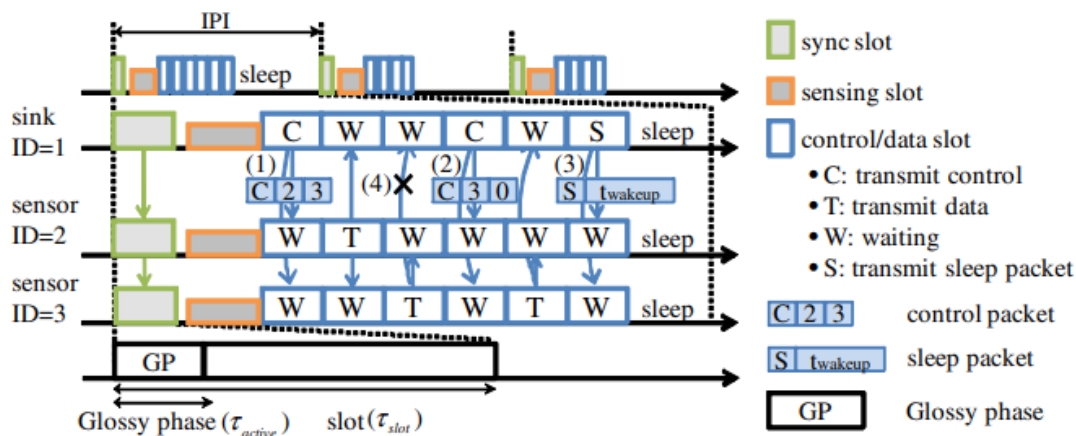 IPI
sleep
sink
ID=1
C W W C W S sleep
(1) (4) (2) (3)
C 2 3 C 3 0 S twakeup
sensor
ID=2
W T W W W W sleep
sensor
ID=3
W W T W T W sleep
GP
Glossy phase (τactive) slot (τslot)
sync slot
sensing slot
control/data slot
• C: transmit control
• T: transmit data
• W: waiting
• S: transmit sleep packet
C 2 3 control packet
S twakeup sleep packet
GP Glossy phase